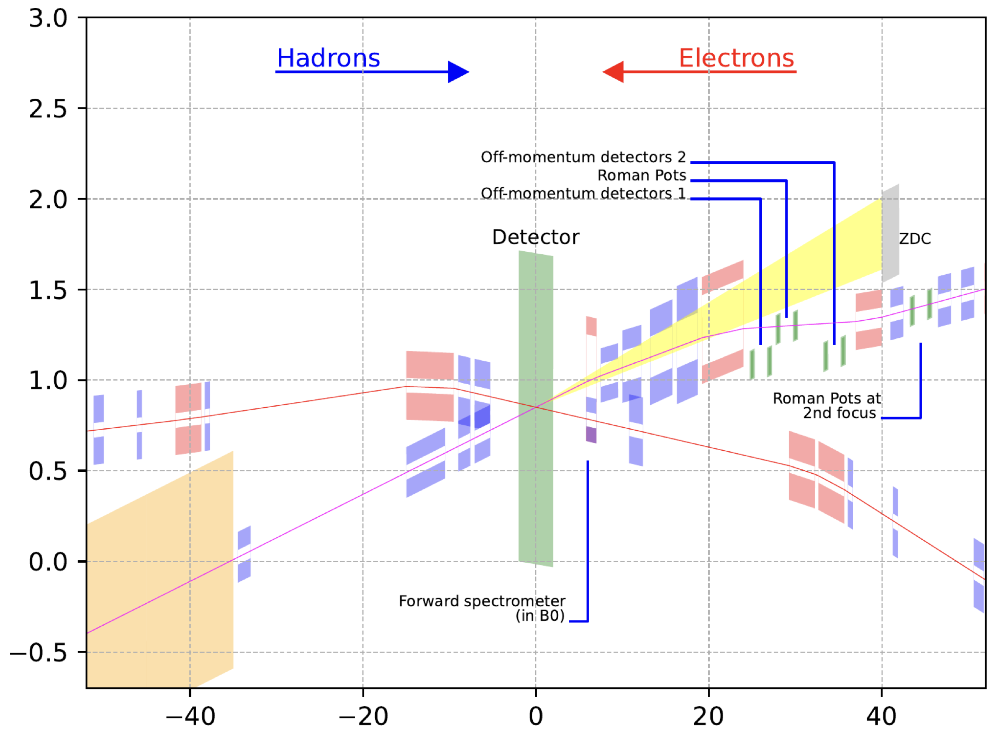 3.0
Hadrons
Electrons
2.5
Off-momentum detectors 2
Roman Pots
Off-momentum detectors 1
2.0
Detector
ZDC
1.5
1.0
Roman Pots at
2nd focus
0.5
0.0
Forward spectrometer
(in B0)
−0.5
−40
−20
0
20
40